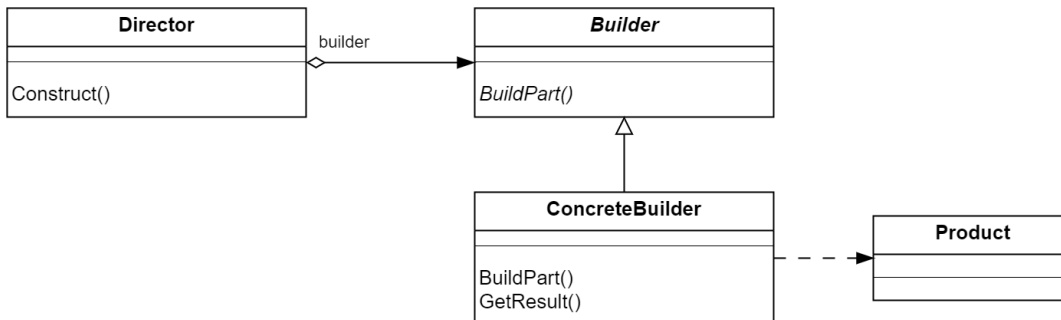 Director
builder
Builder
Construct()
BuildPart()
ConcreteBuilder
BuildPart()
GetResult()
Product